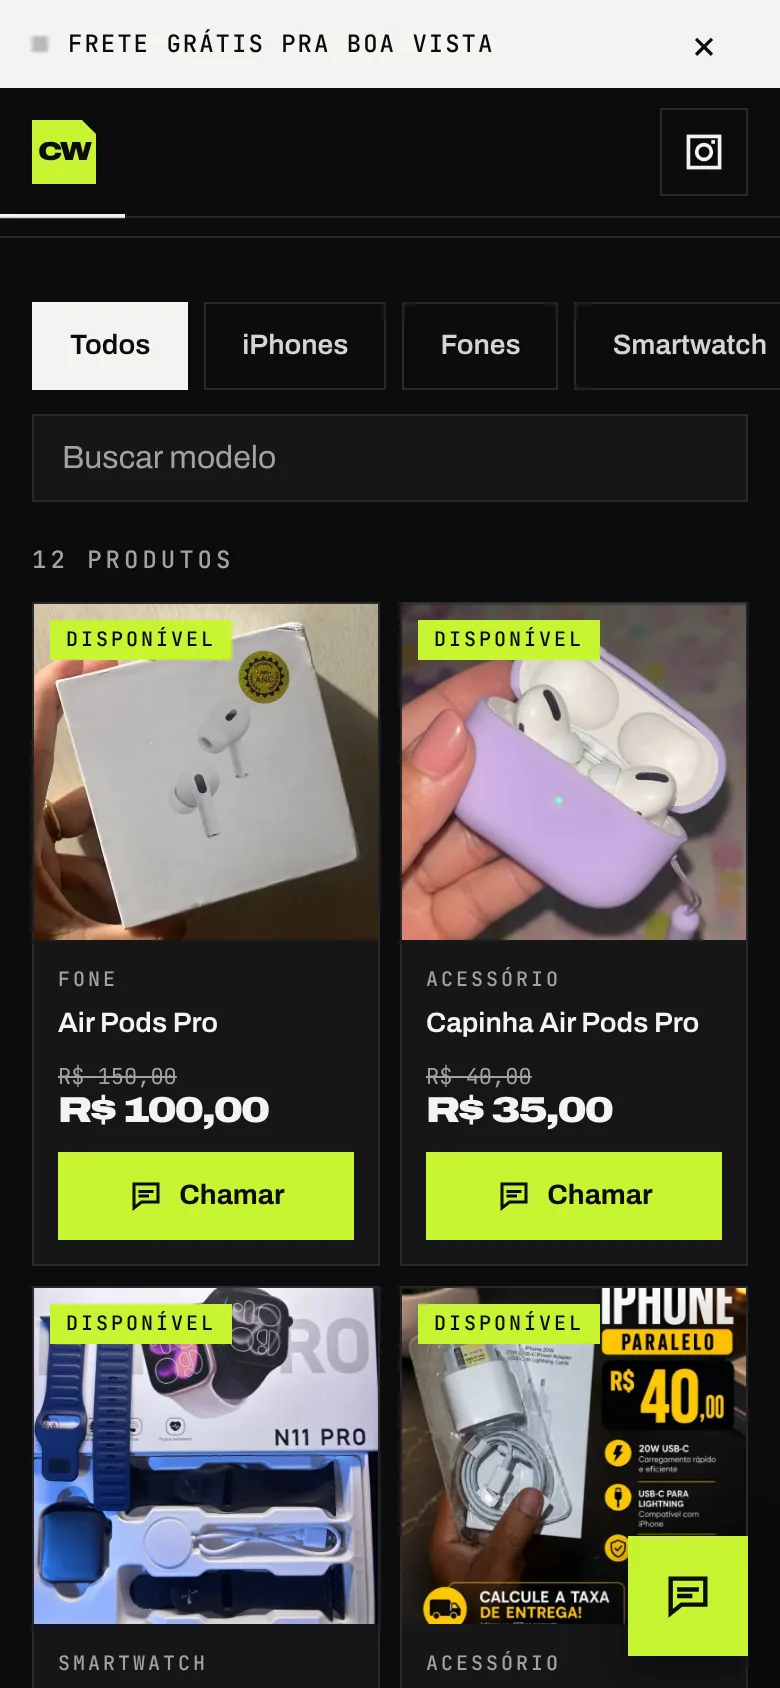 FRETE GRÁTIS PRA BOA VISTA
CW
Todos
iPhones
Fones
Smartwatch
Buscar modelo
12 PRODUTOS
DISPONÍVEL
ANC
FONE
Air Pods Pro
R$ 150,00
R$ 100,00
Chamar
DISPONÍVEL
ACESSÓRIO
Capinha Air Pods Pro
R$ 40,00
R$ 35,00
Chamar
DISPONÍVEL
RO
N11 PRO
SMARTWATCH
DISPONÍVEL
IPHONE
PARALELO
R$ 40,00
20W USB-C
Carregamento rápido
e eficiente
USB-C PARA
LIGHTNING
Compatível com
iPhone
CALCULE A TAXA
DE ENTREGA!
ACESSÓRIO